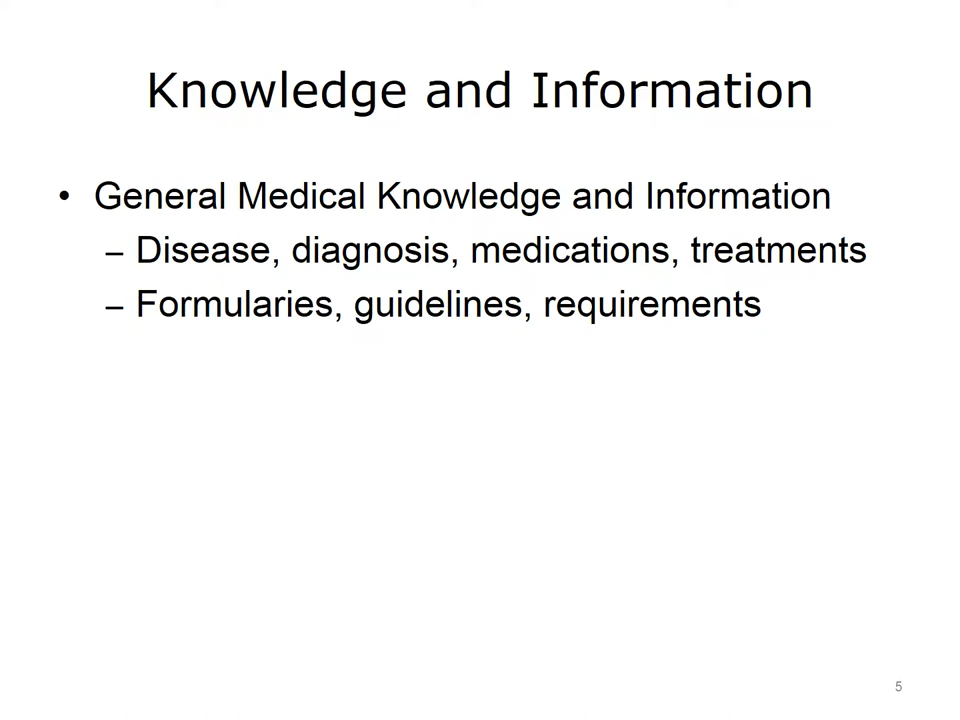 Knowledge and Information
• General Medical Knowledge and Information
– Disease, diagnosis, medications, treatments
– Formularies, guidelines, requirements
5